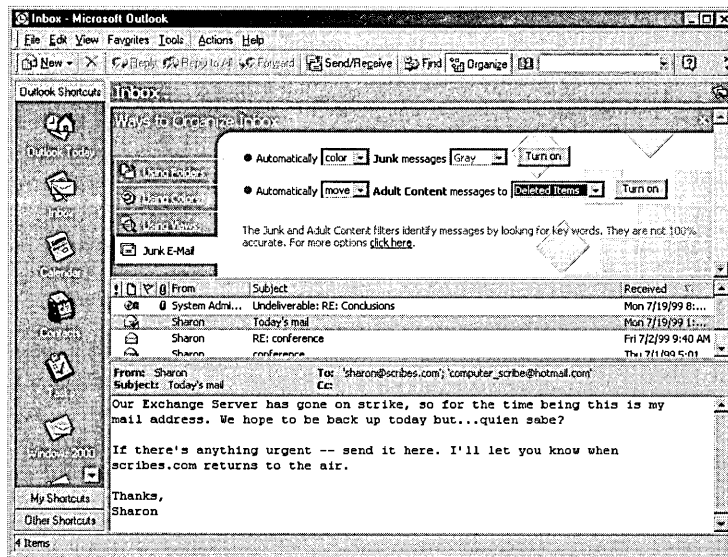 Inbox - Microsoft Outlook
File Edit View Favorites Tools Actions Help
New Reply Reply to All Forward Send/Receive Find Organize
Outlook Shortcuts Inbox
Ways to Organize Inbox
Outlook Today
Inbox
Calendar
Contacts
Tasks
Windows 2000
My Shortcuts
Other Shortcuts
Using Folders
Using Colors
Using Views
Junk E-Mail
Automatically color Junk messages Gray Turn on
Automatically move Adult Content messages to Deleted Items Turn on
The Junk and Adult Content filters identify messages by looking for key words. They are not 100%
accurate. For more options click here.
! From Subject Received
System Admi... Undeliverable: RE: Conclusions Mon 7/19/99 8:...
Sharon Today's mail Mon 7/19/99 1:...
Sharon RE: conference Fri 7/2/99 9:40 AM
Sharon conference Thu 7/1/99 5:01
From: Sharon To: 'sharon@scribes.com'; 'computer_scribe@hotmail.com'
Subject: Today's mail Cc:
Our Exchange Server has gone on strike, so for the time being this is my
mail address. We hope to be back up today but...quien sabe?
If there's anything urgent -- send it here. I'll let you know when
scribes.com returns to the air.
Thanks,
Sharon
4 Items